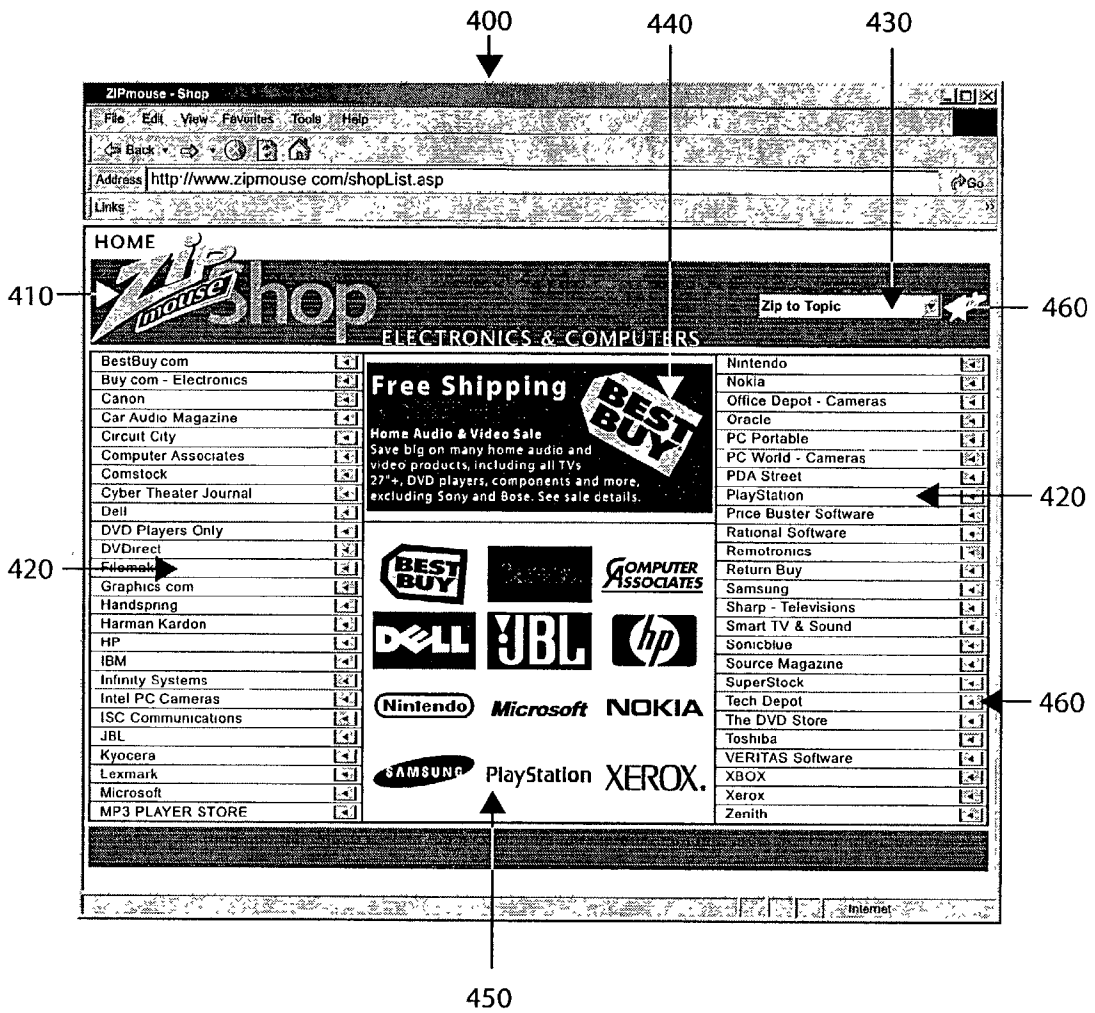 400
440
430
ZIPmouse - Shop
File Edit View Favorites Tools Help
Back
Address http://www.zipmouse com/shopList.asp Go
Links
HOME
410
Zip mouse Shop
Zip to Topic
460
ELECTRONICS & COMPUTERS
BestBuy com
Buy com - Electronics
Canon
Car Audio Magazine
Circuit City
Computer Associates
Comstock
Cyber Theater Journal
Dell
DVD Players Only
DVDirect
420
Filemak
Graphics com
Handspring
Harman Kardon
HP
IBM
Infinity Systems
Intel PC Cameras
ISC Communications
JBL
Kyocera
Lexmark
Microsoft
MP3 PLAYER STORE
Free Shipping
BEST BUY
Home Audio & Video Sale
Save big on many home audio and
video products, including all TVs
27"+, DVD players, components and more,
excluding Sony and Bose. See sale details.
BEST BUY
COMPUTER ASSOCIATES
DELL JBL hp
Nintendo Microsoft NOKIA
SAMSUNG PlayStation XEROX.
Nintendo
Nokia
Office Depot - Cameras
Oracle
PC Portable
PC World - Cameras
PDA Street
PlayStation
420
Price Buster Software
Rational Software
Remotronics
Return Buy
Samsung
Sharp - Televisions
Smart TV & Sound
Sonicblue
Source Magazine
SuperStock
Tech Depot
460
The DVD Store
Toshiba
VERITAS Software
XBOX
Xerox
Zenith
Internet
450